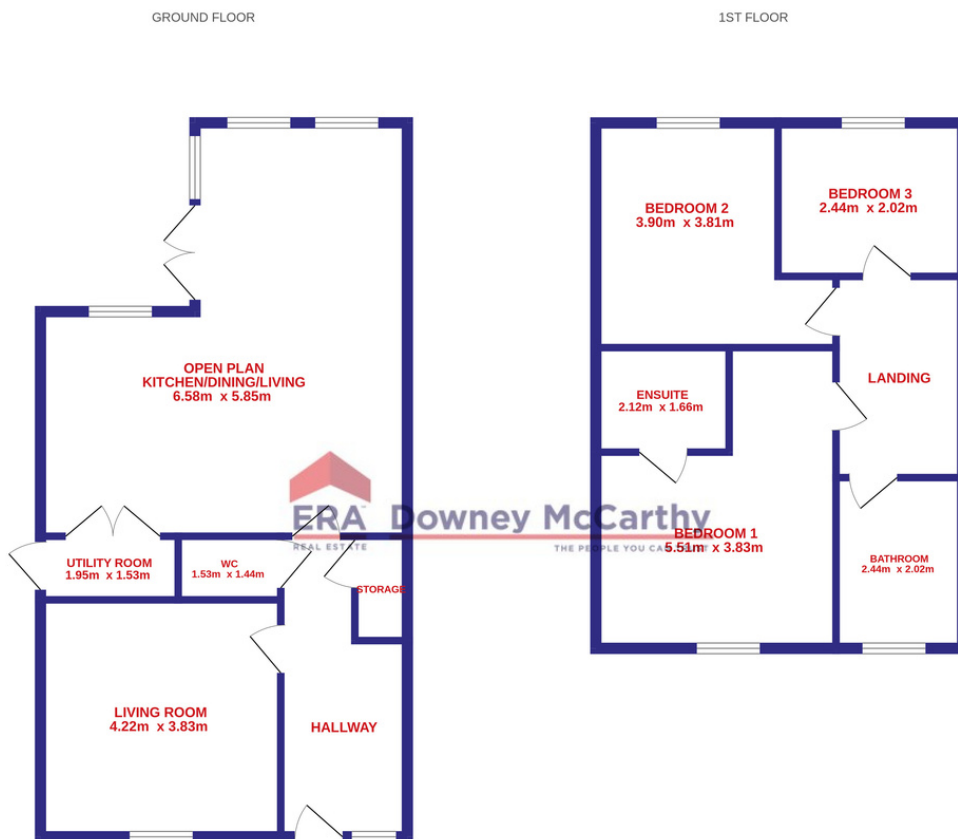 GROUND FLOOR
1ST FLOOR
OPEN PLAN
KITCHEN/DINING/LIVING
6.58m x 5.85m
UTILITY ROOM
1.95m x 1.53m
WC
1.53m x 1.44m
STORAGE
LIVING ROOM
4.22m x 3.83m
HALLWAY
BEDROOM 2
3.90m x 3.81m
BEDROOM 3
2.44m x 2.02m
ENSUITE
2.12m x 1.66m
LANDING
BEDROOM 1
5.51m x 3.83m
BATHROOM
2.44m x 2.02m
ERA Downey McCarthy
REAL ESTATE
THE PEOPLE YOU